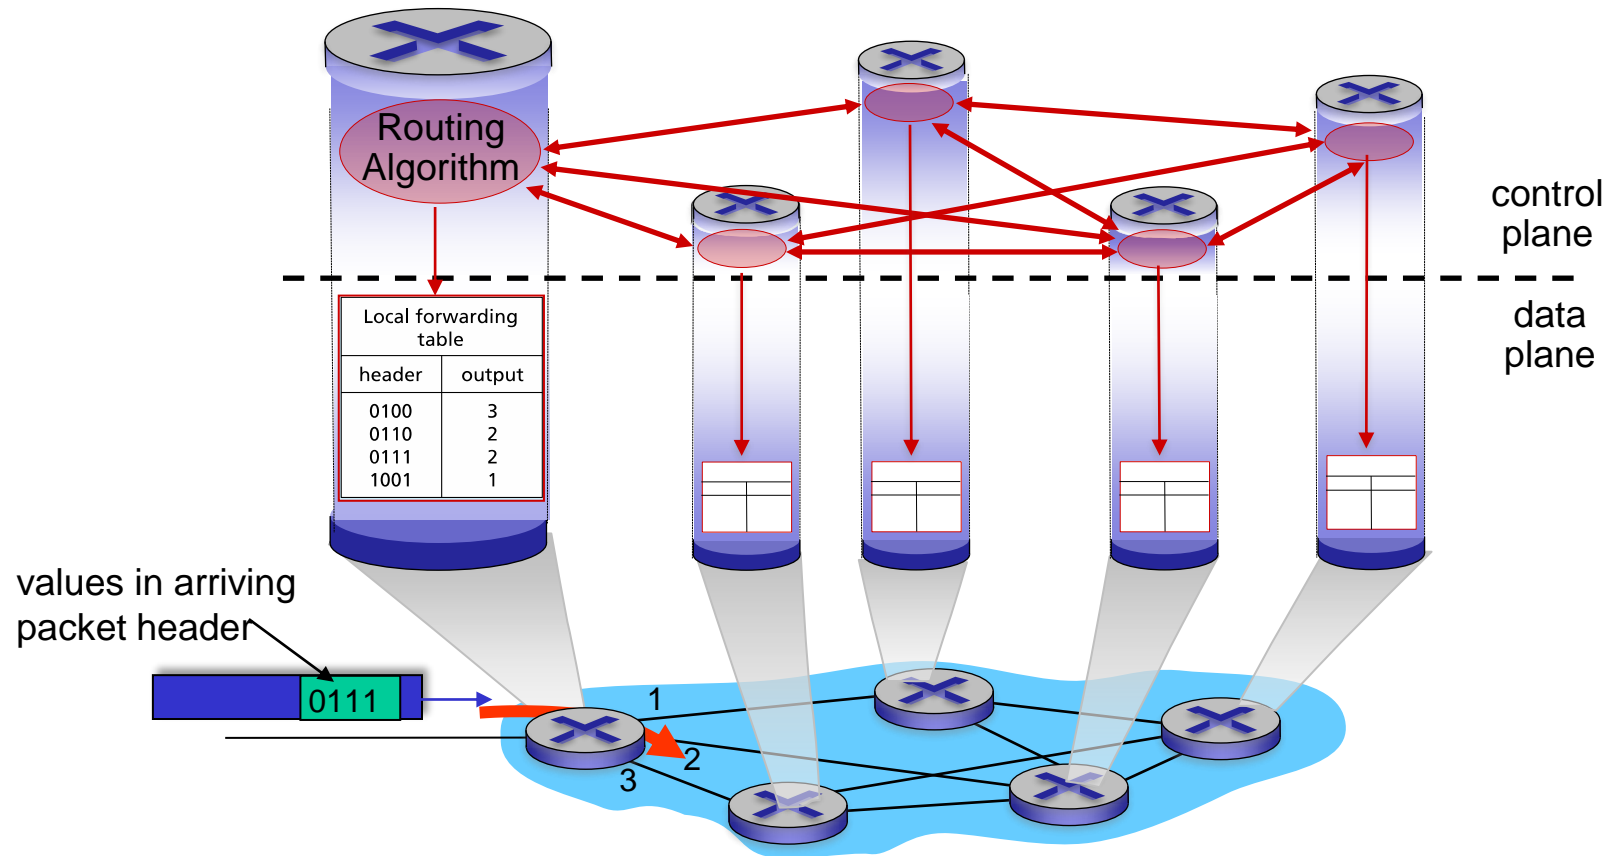 Routing
Algorithm
control
plane
data
plane
Local forwarding
table
header output
0100 3
0110 2
0111 2
1001 1
values in arriving
packet header
0111
1
2
3